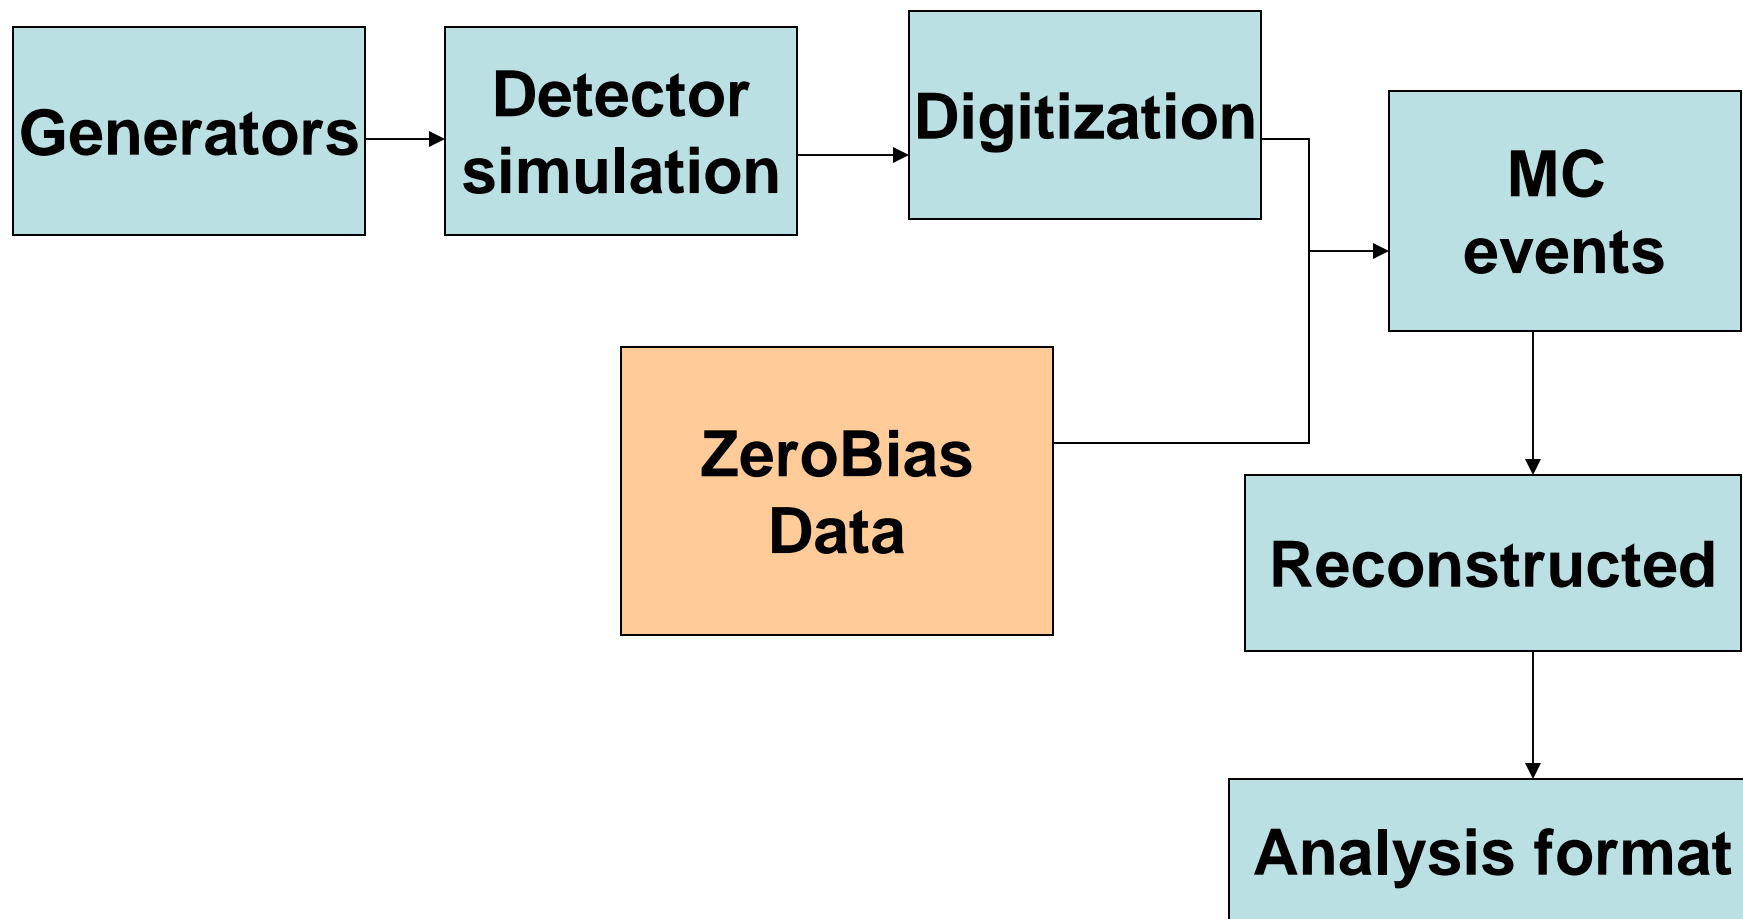 Generators
Detector
simulation
Digitization
MC
events
ZeroBias
Data
Reconstructed
Analysis format